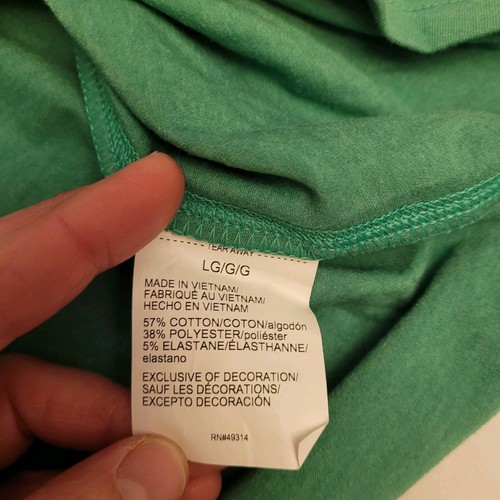 TEAR AWAY
LG/G/G
MADE IN VIETNAM/
FABRIQUÉ AU VIETNAM/
HECHO EN VIETNAM
57% COTTON/COTON/algodón
38% POLYESTER/poliéster
5% ELASTANE/ÉLASTHANNE/
elastano
EXCLUSIVE OF DECORATION/
SAUF LES DÉCORATIONS/
EXCEPTO DECORACIÓN
RN#49314